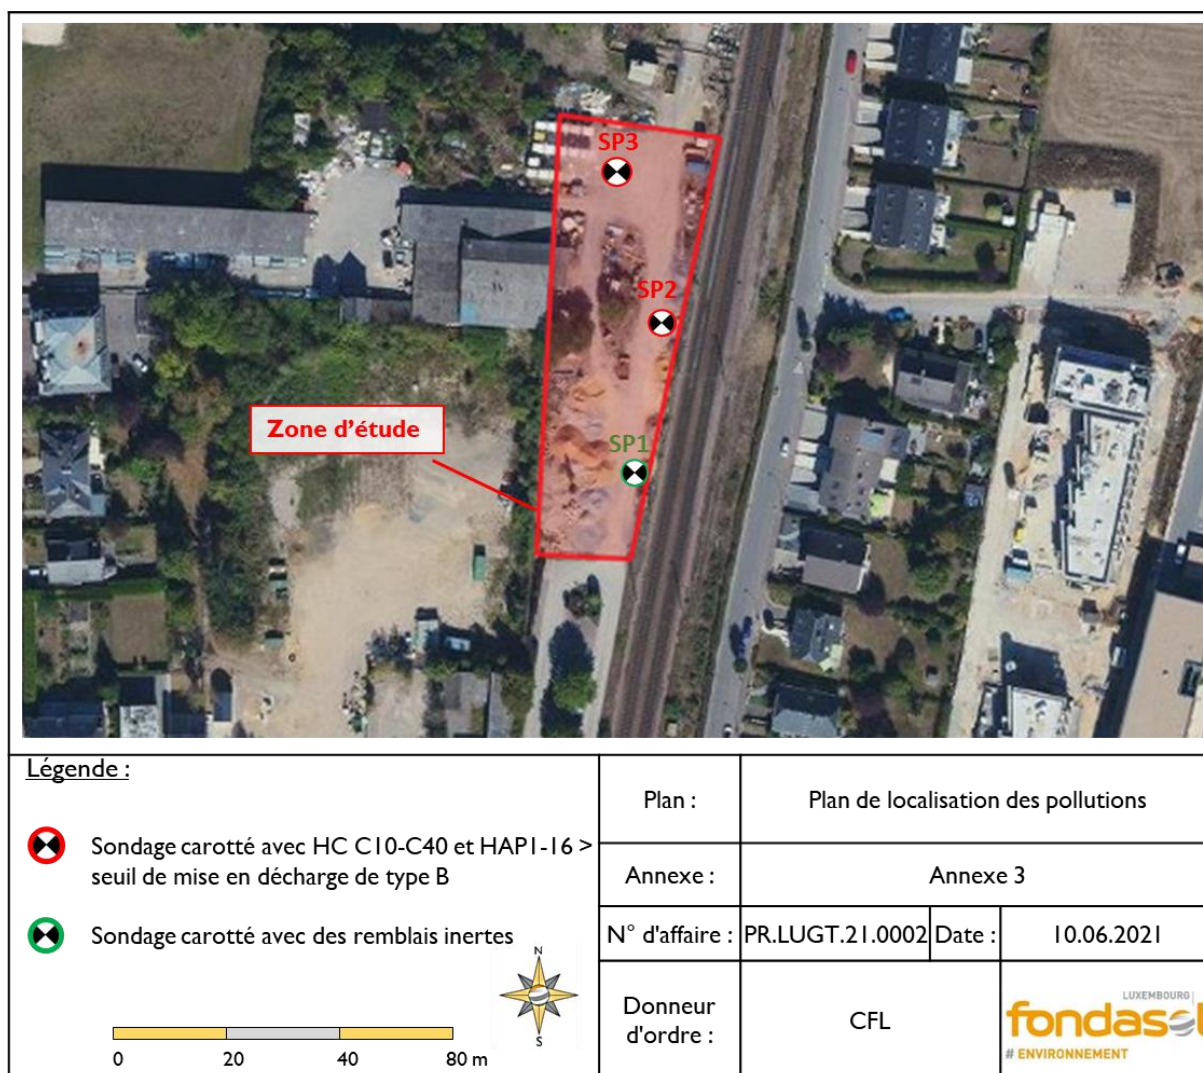 SP3
SP2
Zone d'étude
SP1
Légende :
Sondage carotté avec HC C10-C40 et HAP1-16 >
seuil de mise en décharge de type B
Sondage carotté avec des remblais inertes
N
S
0 20 40 80 m
Plan : Plan de localisation des pollutions
Annexe : Annexe 3
N° d'affaire : PR.LUGT.21.0002 Date : 10.06.2021
Donneur
d'ordre :
CFL
LUXEMBOURG
fondasol
# ENVIRONNEMENT